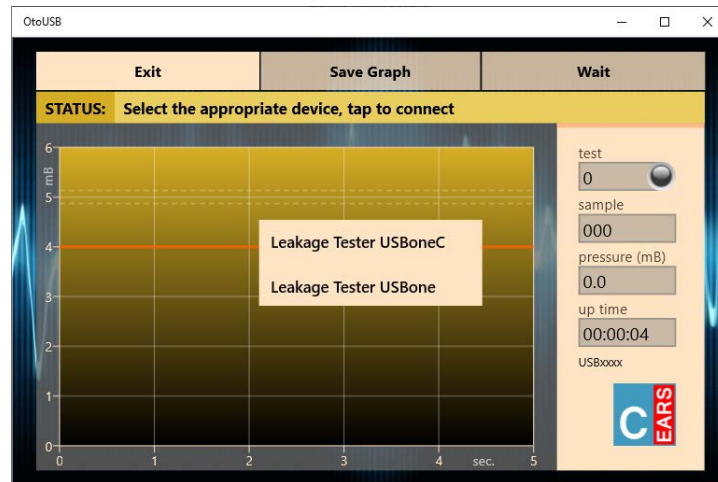 OtoUSB
Exit
Save Graph
Wait
STATUS: Select the appropriate device, tap to connect
6
mB
5
4
3
2
1
0
0 1 2 3 4 sec. 5
Leakage Tester USBoneC
Leakage Tester USBone
test
0
sample
000
pressure (mB)
0.0
up time
00:00:04
USBxxxx
C EARS